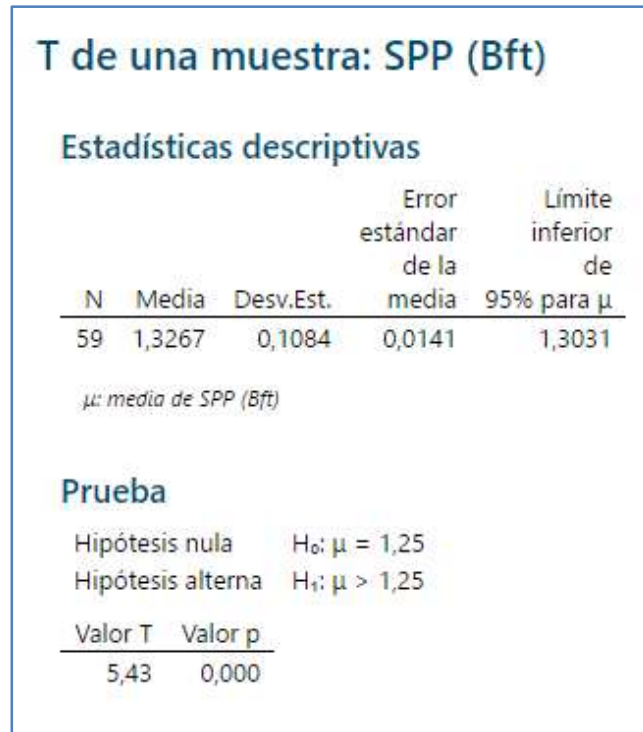 T de una muestra: SPP (Bft)
Estadísticas descriptivas
Error Límite
estándar inferior
de la de
N Media Desv.Est. media 95% para μ
59 1,3267 0,1084 0,0141 1,3031
μ: media de SPP (Bft)
Prueba
Hipótesis nula H₀: μ = 1,25
Hipótesis alterna H₁: μ > 1,25
Valor T Valor p
5,43 0,000